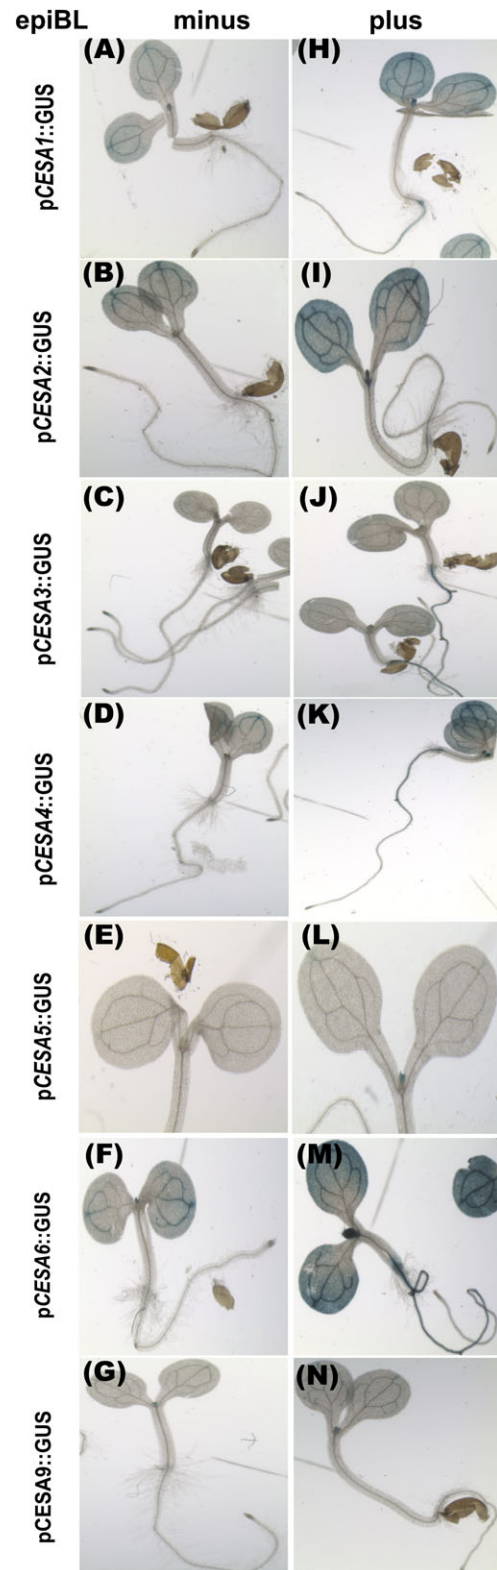 epiBL minus plus
pCESA1::GUS
(A) (H)
pCESA2::GUS
(B) (I)
pCESA3::GUS
(C) (J)
pCESA4::GUS
(D) (K)
pCESA5::GUS
(E) (L)
pCESA6::GUS
(F) (M)
pCESA9::GUS
(G) (N)